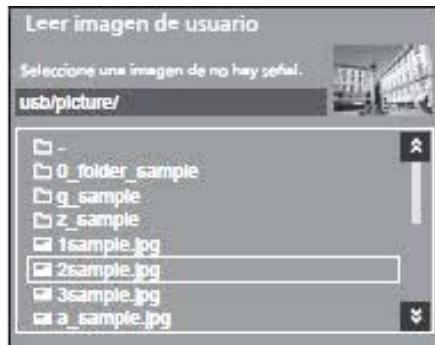 Leer imagen de usuario
Seleccione una imagen de no hay señal.
usb/picture/
-
0_folder_sample
g_sample
z_sample
1sample.jpg
2sample.jpg
3sample.jpg
a_sample.jpg